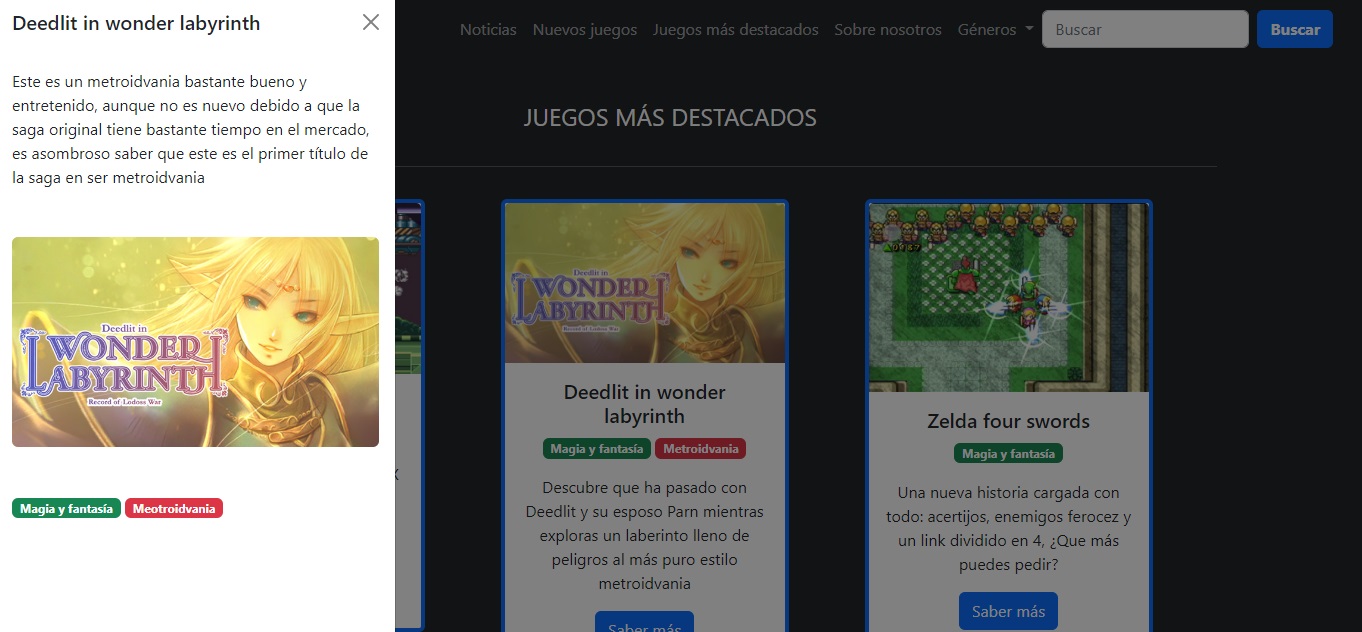 Deedlit in wonder labyrinth
Este es un metroidvania bastante bueno y
entretenido, aunque no es nuevo debido a que la
saga original tiene bastante tiempo en el mercado,
es asombroso saber que este es el primer título de
la saga en ser metroidvania
Deedlit in
WONDER
LABYRINTH
Record of Lodoss War
Magia y fantasía Meotroidvania
Noticias Nuevos juegos Juegos más destacados Sobre nosotros Géneros Buscar Buscar
JUEGOS MÁS DESTACADOS
Deedlit in
WONDER
LABYRINTH
Record of Lodoss War
Deedlit in wonder
labyrinth
Magia y fantasía Metroidvania
Descubre que ha pasado con
Deedlit y su esposo Parn mientras
exploras un laberinto lleno de
peligros al más puro estilo
metroidvania
Saber más
Zelda four swords
Magia y fantasía
Una nueva historia cargada con
todo: acertijos, enemigos ferocez y
un link dividido en 4, ¿Que más
puedes pedir?
Saber más